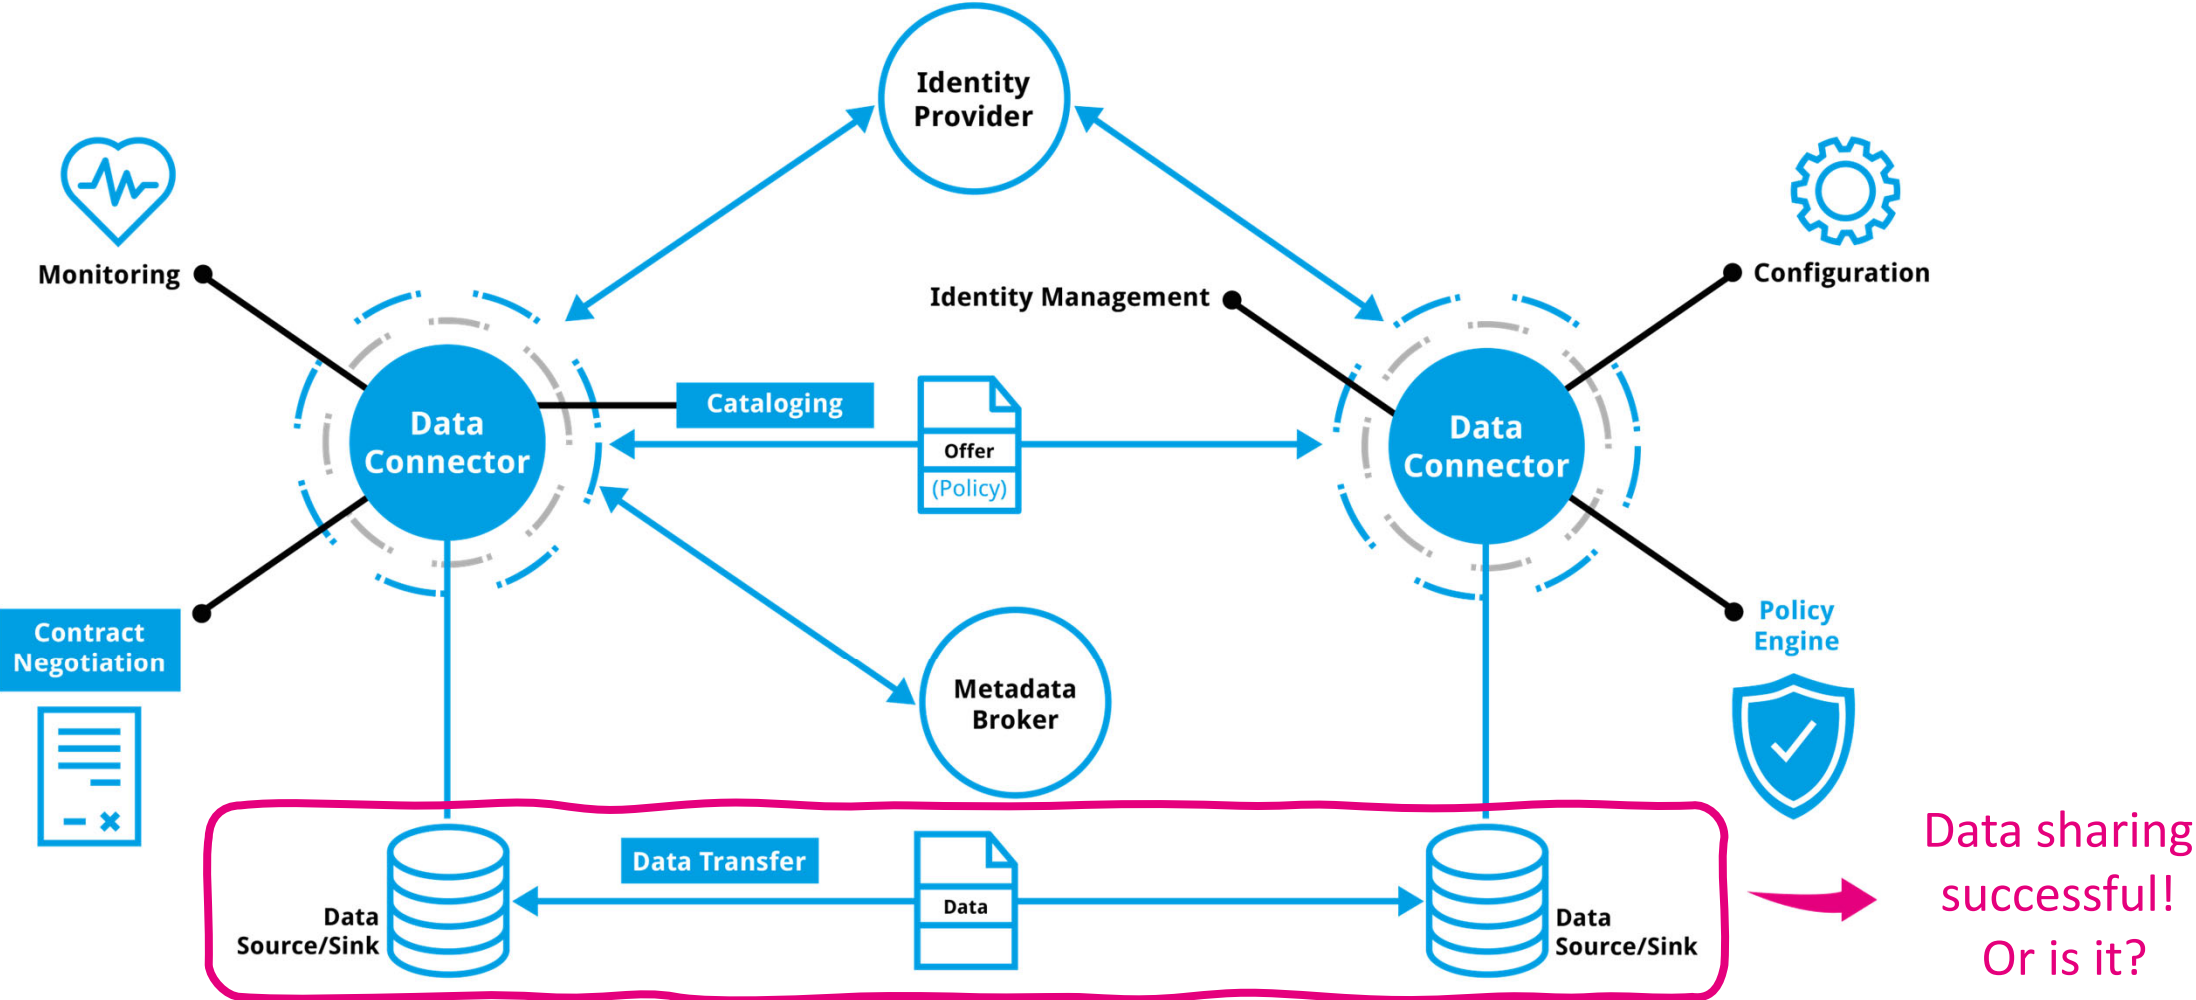 Identity
Provider
Monitoring
Identity Management
Configuration
Cataloging
Data
Connector
Offer
(Policy)
Data
Connector
Contract
Negotiation
Metadata
Broker
Policy
Engine
Data Transfer
Data
Source/Sink
Data
Data
Source/Sink
Data sharing
successful!
Or is it?